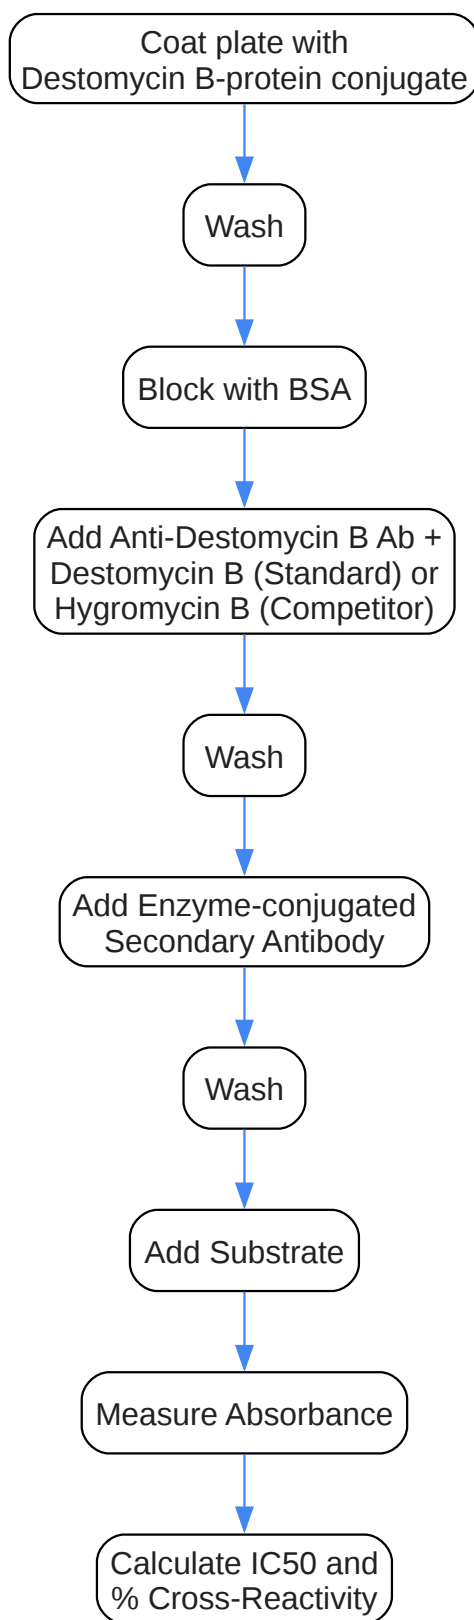 Coat plate with
Destomycin B-protein conjugate
Wash
Block with BSA
Add Anti-Destomycin B Ab +
Destomycin B (Standard) or
Hygromycin B (Competitor)
Wash
Add Enzyme-conjugated
Secondary Antibody
Wash
Add Substrate
Measure Absorbance
Calculate IC50 and
% Cross-Reactivity